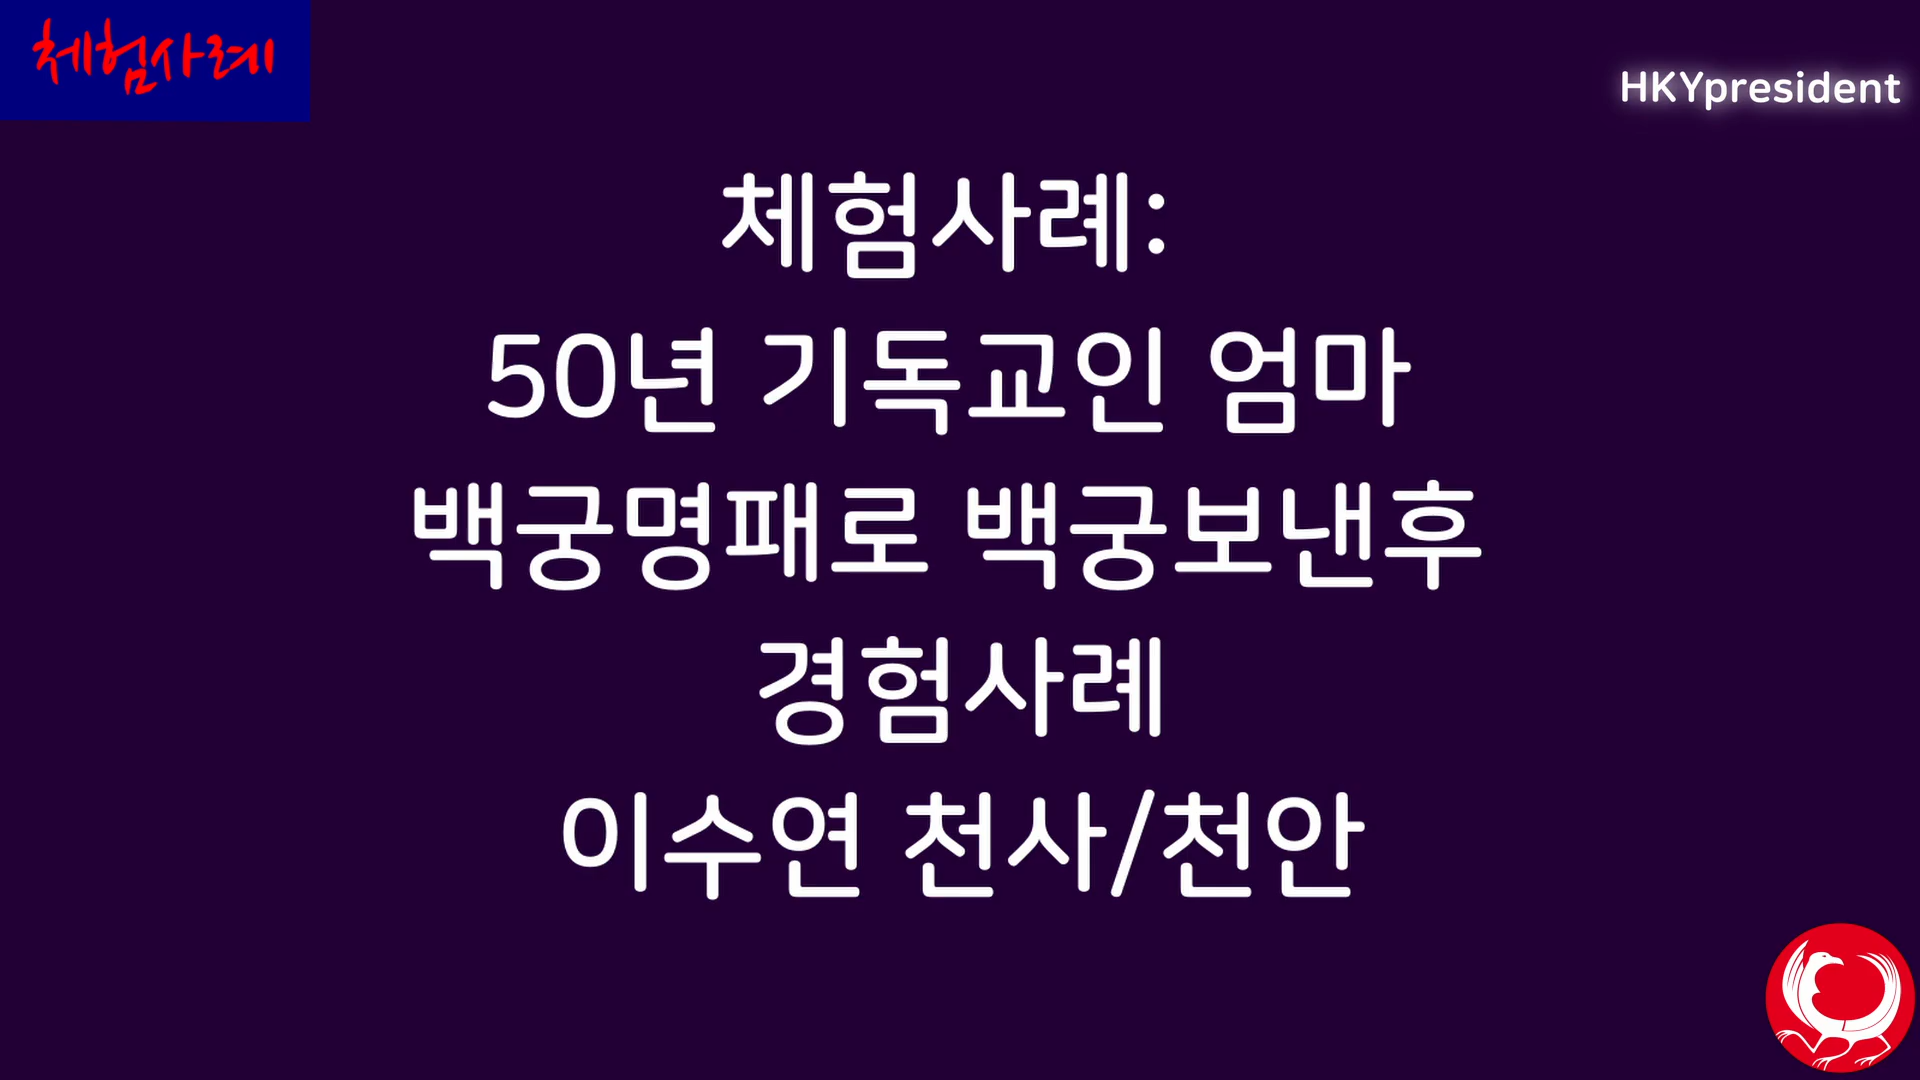 체험사례
HKYpresident
체험사례:
50년 기독교인 엄마
백궁명패로 백궁보낸후
경험사례
이수연 천사/천안